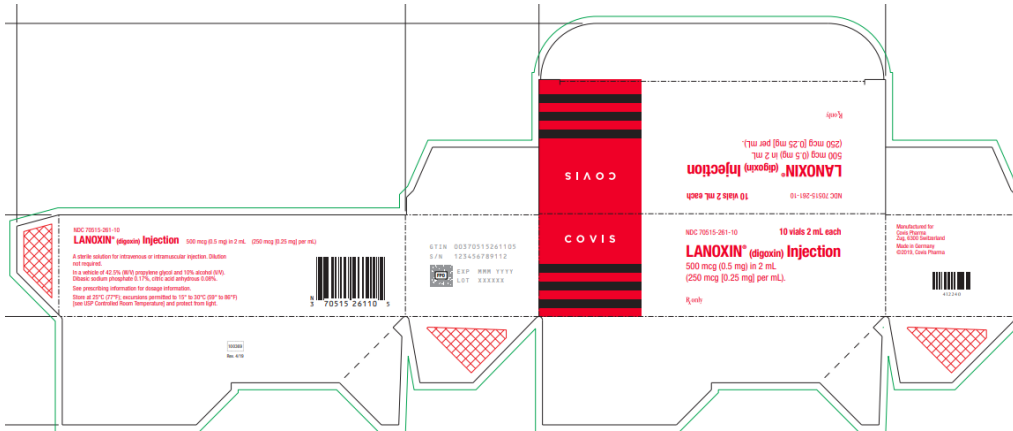 Rx only
500 mcg (0.5 mg) in 2 mL
(250 mcg [0.25 mg] per mL).
LANOXIN® (digoxin) Injection
NDC 70515-261-10 10 vials 2 mL each
COVIS
NDC 70515-261-10
LANOXIN® (digoxin) Injection 500 mcg (0.5 mg) in 2 mL (250 mcg [0.25 mg] per mL)
A sterile solution for intravenous or intramuscular injection. Dilution
not required.
In a vehicle of 42.5% (W/V) propylene glycol and 10% alcohol (V/V).
Dibasic sodium phosphate 0.17%, citric acid anhydrous 0.08%.
See prescribing information for dosage information.
Store at 25°C (77°F); excursions permitted to 15° to 30°C (59° to 86°F)
[see USP Controlled Room Temperature] and protect from light.
N
3 70515 26110 5
Rev. 4/19
GTIN 00370515261105
S/N 123456789112
PPD
EXP MMM YYYY
LOT XXXXXX
COVIS
NDC 70515-261-10 10 vials 2 mL each
LANOXIN® (digoxin) Injection
500 mcg (0.5 mg) in 2 mL
(250 mcg [0.25 mg] per mL).
Rx only
Manufactured for
Covis Pharma
Zug, 6300 Switzerland
Made in Germany
©2019, Covis Pharma
412340